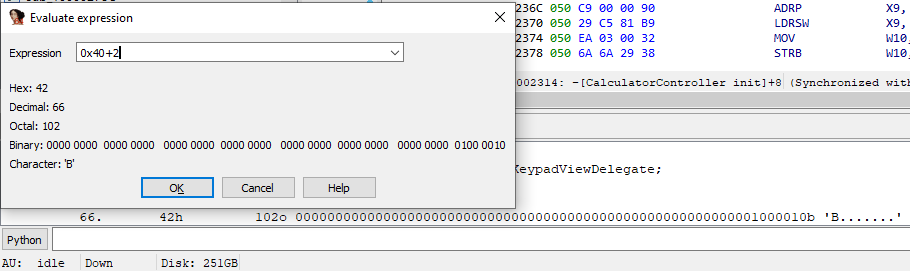 Evaluate expression
Expression 0x40+2
Hex: 42
Decimal: 66
Octal: 102
Binary: 0000 0000 0000 0000 0000 0000 0000 0000 0000 0000 0000 0000 0000 0000 0100 0010
Character: 'B'
OK Cancel Help
236C 050 C9 00 00 90 ADRP X9,
2370 050 29 C5 81 B9 LDRSW X9,
2374 050 EA 03 00 32 MOV W10,
2378 050 6A 6A 29 38 STRB W10,
002314: -[CalculatorController init]+8 (Synchronized with
KeypadViewDelegate;
66. 42h 102o 0000000000000000000000000000000000000000000000000000000001000010b 'B.......'
Python
AU: idle Down Disk: 251GB